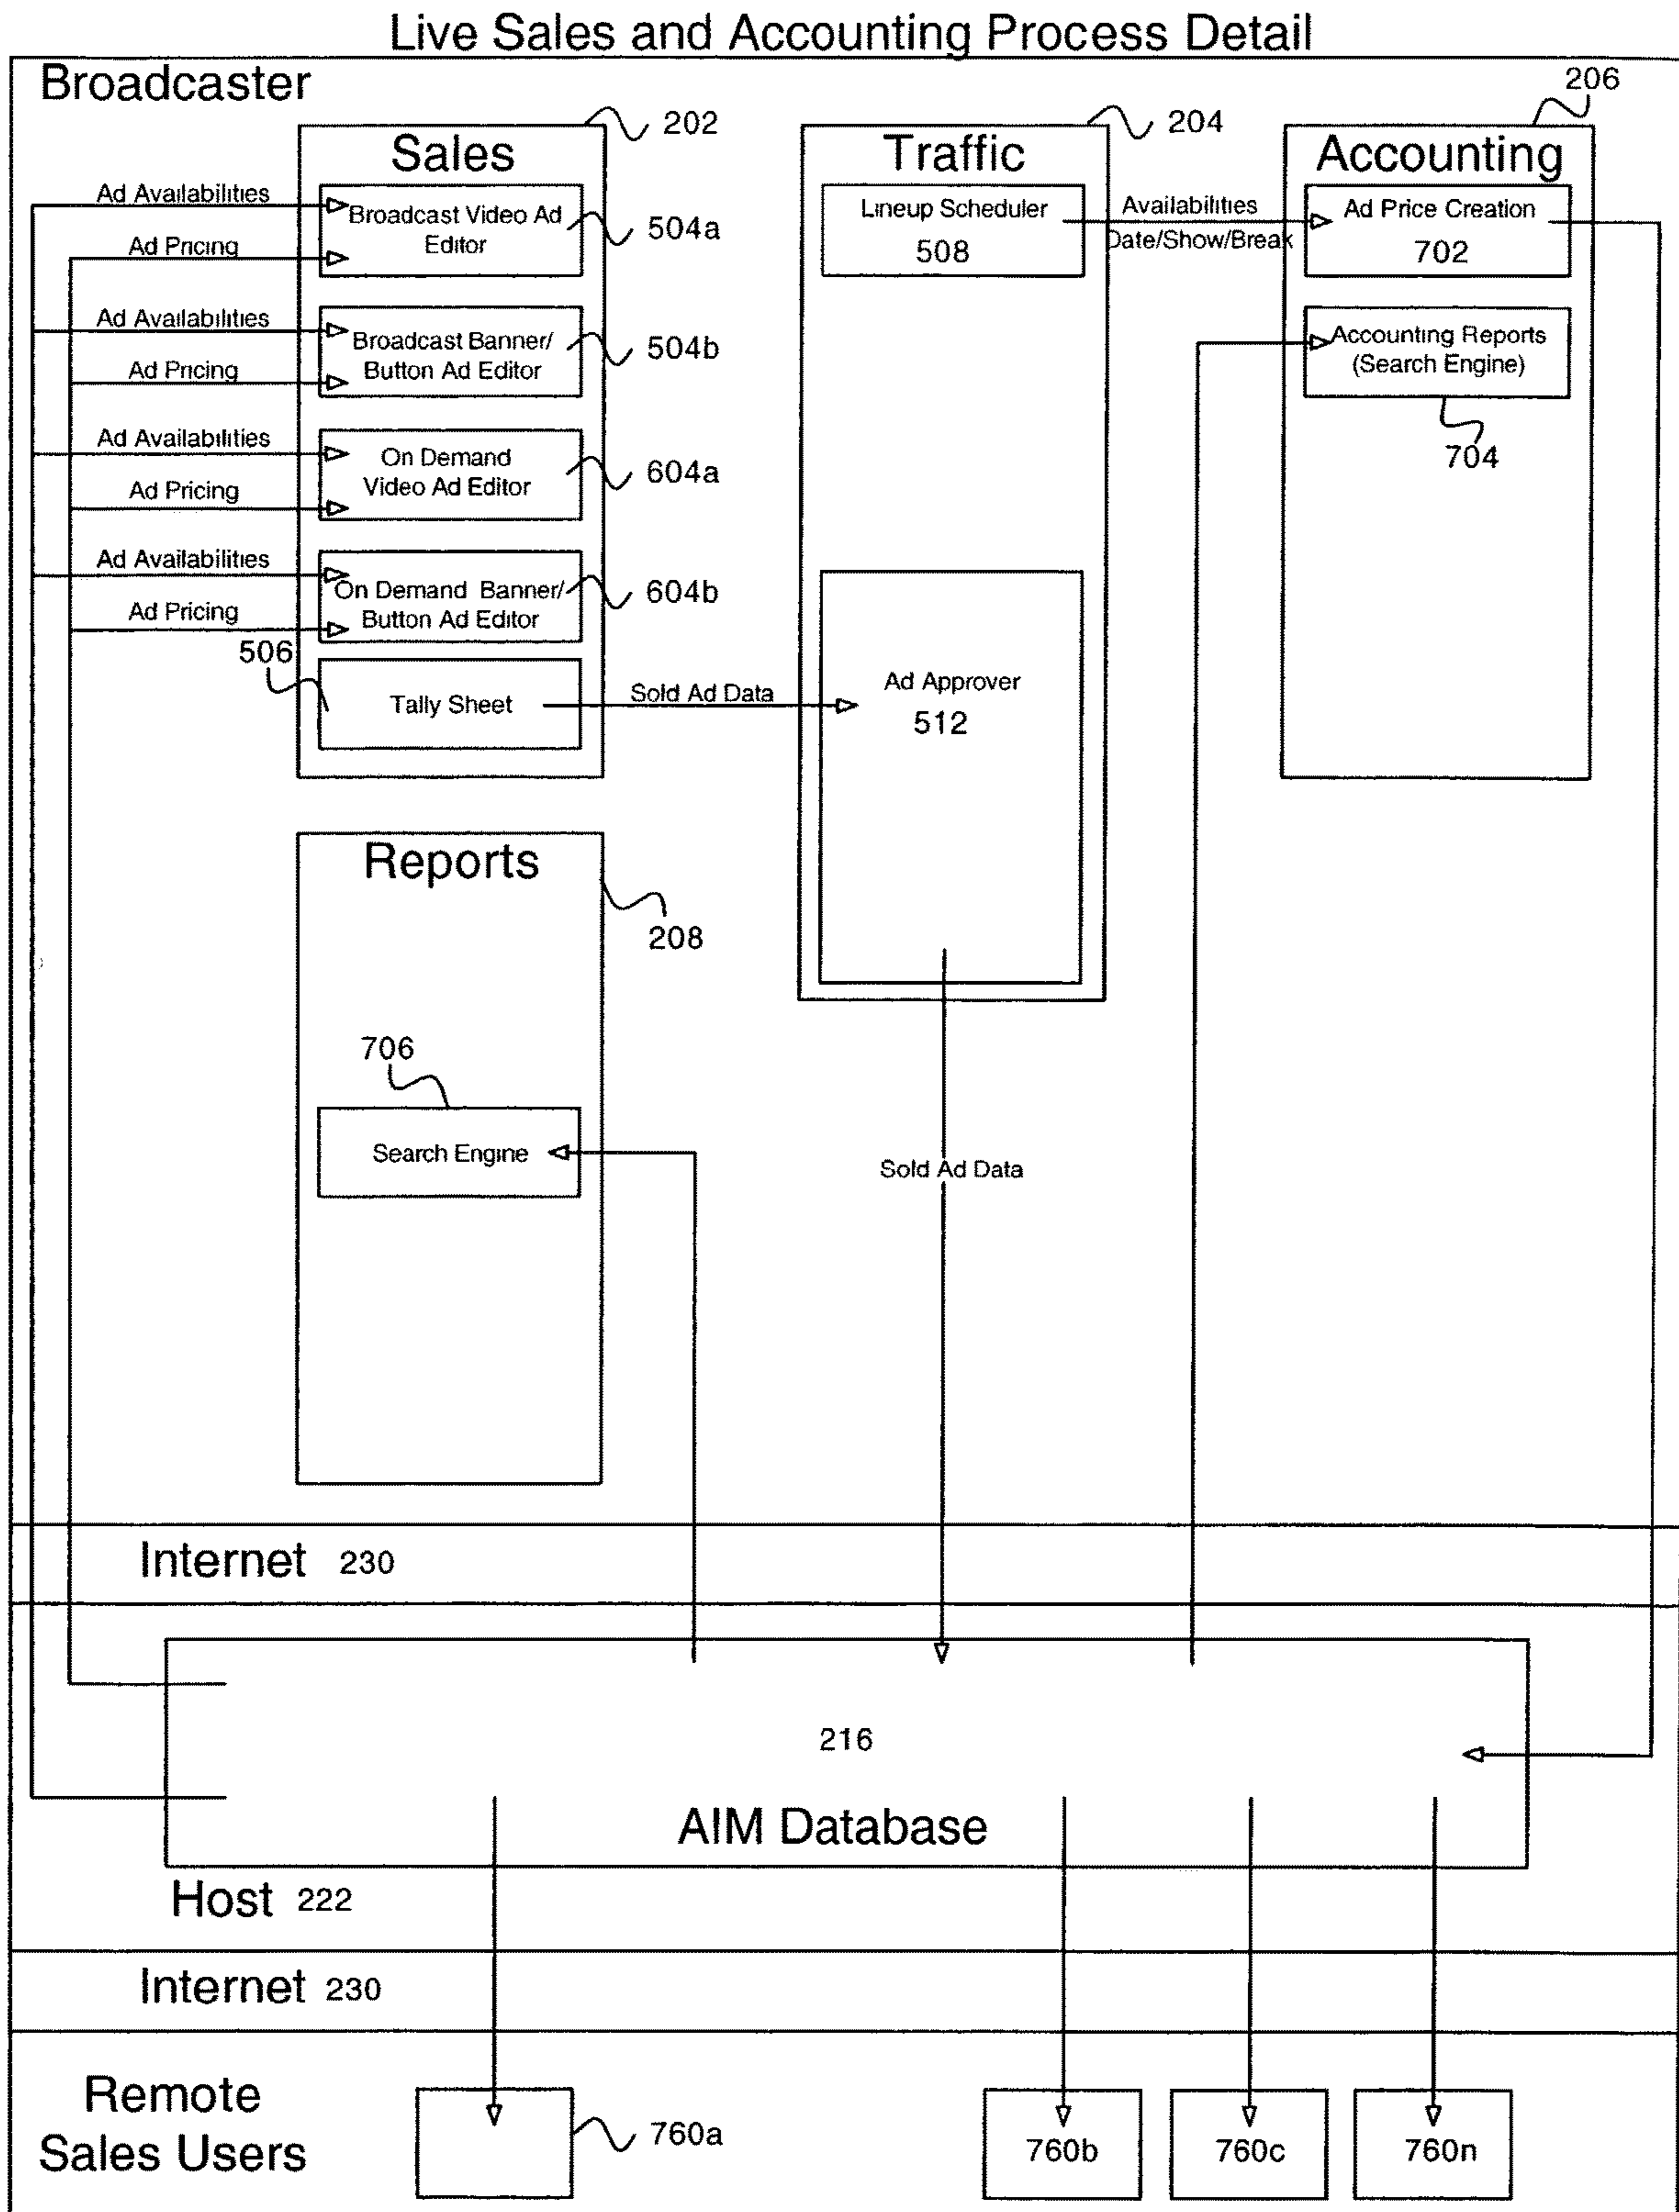 Live Sales and Accounting Process Detail
Broadcaster
206
202
204
Sales
Traffic
Accounting
Ad Availabilities
Broadcast Video Ad
Editor
504a
Ad Pricing
Lineup Scheduler
508
Availabilities
Date/Show/Break
Ad Price Creation
702
Ad Availabilities
Broadcast Banner/
Button Ad Editor
504b
Ad Pricing
Accounting Reports
(Search Engine)
704
Ad Availabilities
On Demand
Video Ad Editor
604a
Ad Pricing
Ad Availabilities
On Demand Banner/
Button Ad Editor
604b
Ad Pricing
506
Tally Sheet
Sold Ad Data
Ad Approver
512
Reports
208
706
Search Engine
Sold Ad Data
Internet 230
216
AIM Database
Host 222
Internet 230
Remote
Sales Users
760a
760b
760c
760n